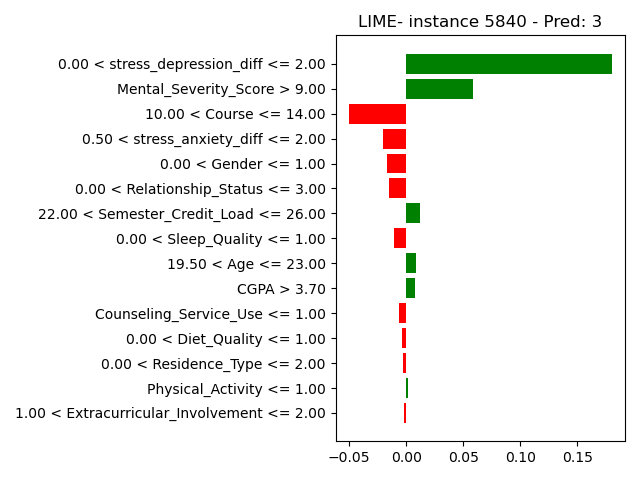 LIME- instance 5840 - Pred: 3
0.00 < stress_depression_diff <= 2.00
Mental_Severity_Score > 9.00
10.00 < Course <= 14.00
0.50 < stress_anxiety_diff <= 2.00
0.00 < Gender <= 1.00
0.00 < Relationship_Status <= 3.00
22.00 < Semester_Credit_Load <= 26.00
0.00 < Sleep_Quality <= 1.00
19.50 < Age <= 23.00
CGPA > 3.70
Counseling_Service_Use <= 1.00
0.00 < Diet_Quality <= 1.00
0.00 < Residence_Type <= 2.00
Physical_Activity <= 1.00
1.00 < Extracurricular_Involvement <= 2.00
−0.05 0.00 0.05 0.10 0.15